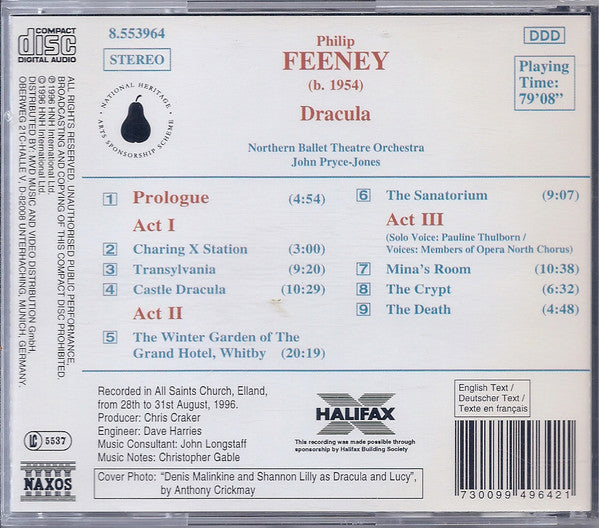 COMPACT
disc
DIGITAL AUDIO
8.553964
STEREO
NATIONAL HERITAGE
ARTS SPONSORSHIP SCHEME
Philip
FEENEY
(b. 1954)
Dracula
Northern Ballet Theatre Orchestra
John Pryce-Jones
DDD
Playing
Time:
79'08"
ALL RIGHTS RESERVED. UNAUTHORISED PUBLIC PERFORMANCE,
BROADCASTING AND COPYING OF THIS COMPACT DISC PROHIBITED.
℗ 1996 HNH International Ltd.
© 1996 HNH International Ltd.
DISTRIBUTED BY: MVD MUSIC AND VIDEO DISTRIBUTION GmbH,
OBERWEG 21C-HALLE V, D-82008 UNTERHACHING, MUNICH, GERMANY.
1 Prologue (4:54)
Act I
2 Charing X Station (3:00)
3 Transylvania (9:20)
4 Castle Dracula (10:29)
Act II
5 The Winter Garden of The
Grand Hotel, Whitby (20:19)
6 The Sanatorium (9:07)
Act III
(Solo Voice: Pauline Thulborn /
Voices: Members of Opera North Chorus)
7 Mina's Room (10:38)
8 The Crypt (6:32)
9 The Death (4:48)
Recorded in All Saints Church, Elland,
from 28th to 31st August, 1996.
Producer: Chris Craker
Engineer: Dave Harries
Music Consultant: John Longstaff
Music Notes: Christopher Gable
Cover Photo: "Denis Malinkine and Shannon Lilly as Dracula and Lucy",
by Anthony Crickmay
HALIFAX
This recording was made possible through
sponsorship by Halifax Building Society
English Text /
Deutscher Text /
Texte en français
7 30099 49642 1
LC 5537
NAXOS